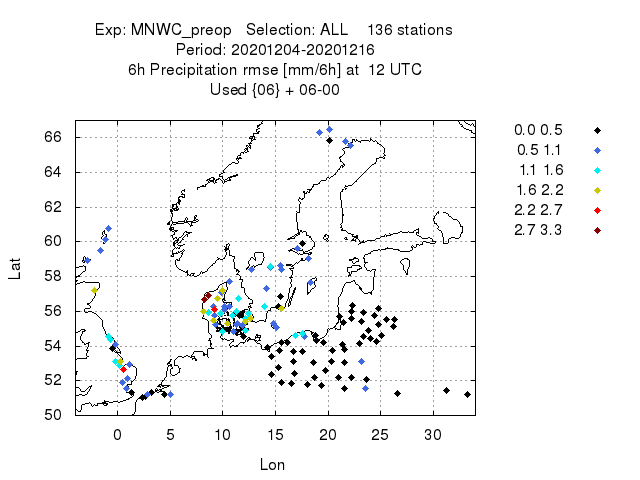 Exp: MNWC_preop Selection: ALL 136 stations
Period: 20201204-20201216
6h Precipitation rmse [mm/6h] at 12 UTC
Used {06} + 06-00
66
64
62
60
58
56
54
52
50
0 5 10 15 20 25 30
Lat
Lon
0.0 0.5
0.5 1.1
1.1 1.6
1.6 2.2
2.2 2.7
2.7 3.3